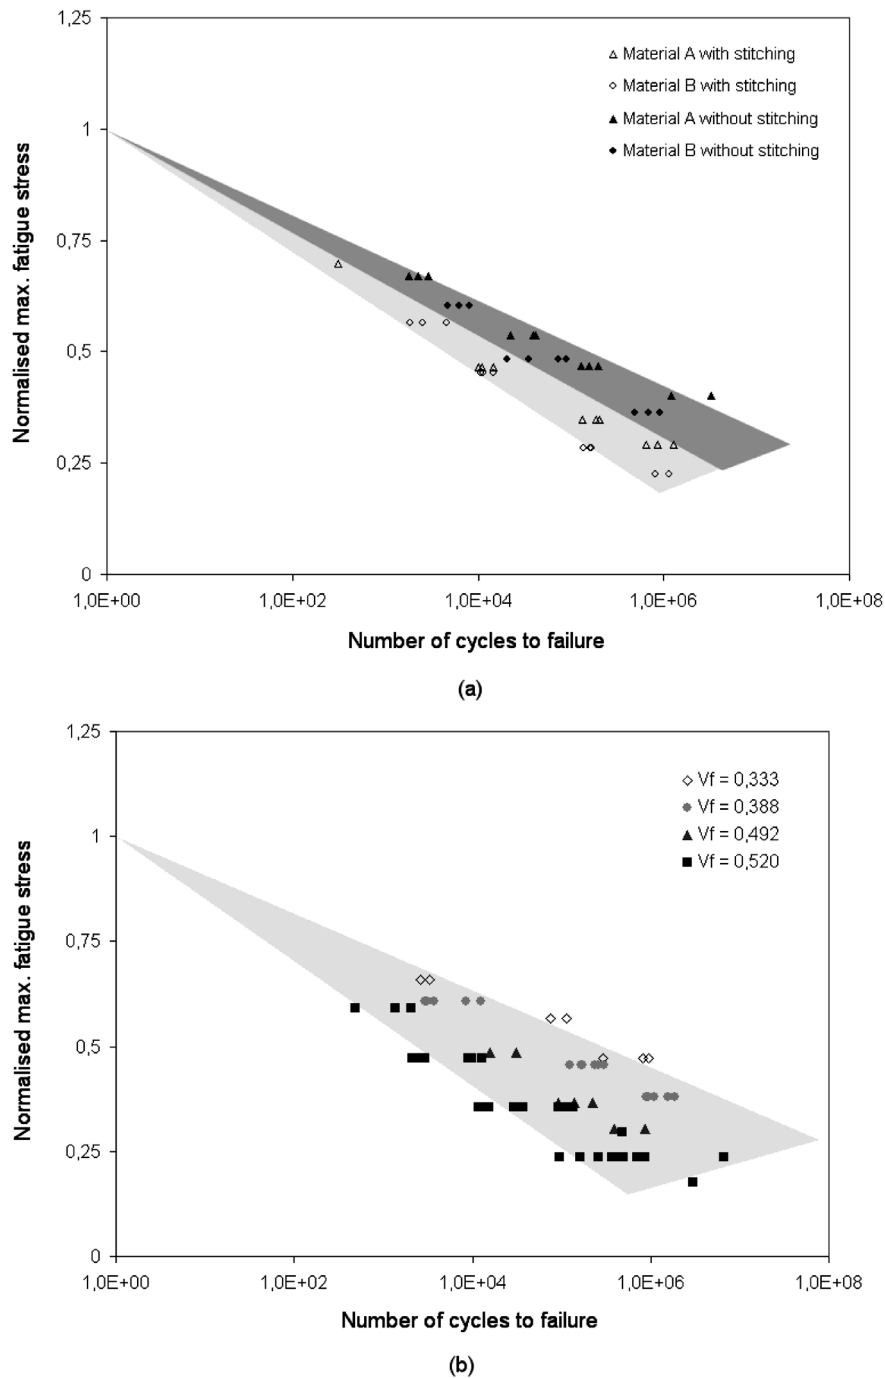 1,25
1
0,75
0,5
0,25
0
Normalised max. fatigue stress
Material A with stitching
Material B with stitching
Material A without stitching
Material B without stitching
1,0E+00 1,0E+02 1,0E+04 1,0E+06 1,0E+08
Number of cycles to failure
(a)
1,25
1
0,75
0,5
0,25
0
Normalised max. fatigue stress
Vf = 0,333
Vf = 0,388
Vf = 0,492
Vf = 0,520
1,0E+00 1,0E+02 1,0E+04 1,0E+06 1,0E+08
Number of cycles to failure
(b)